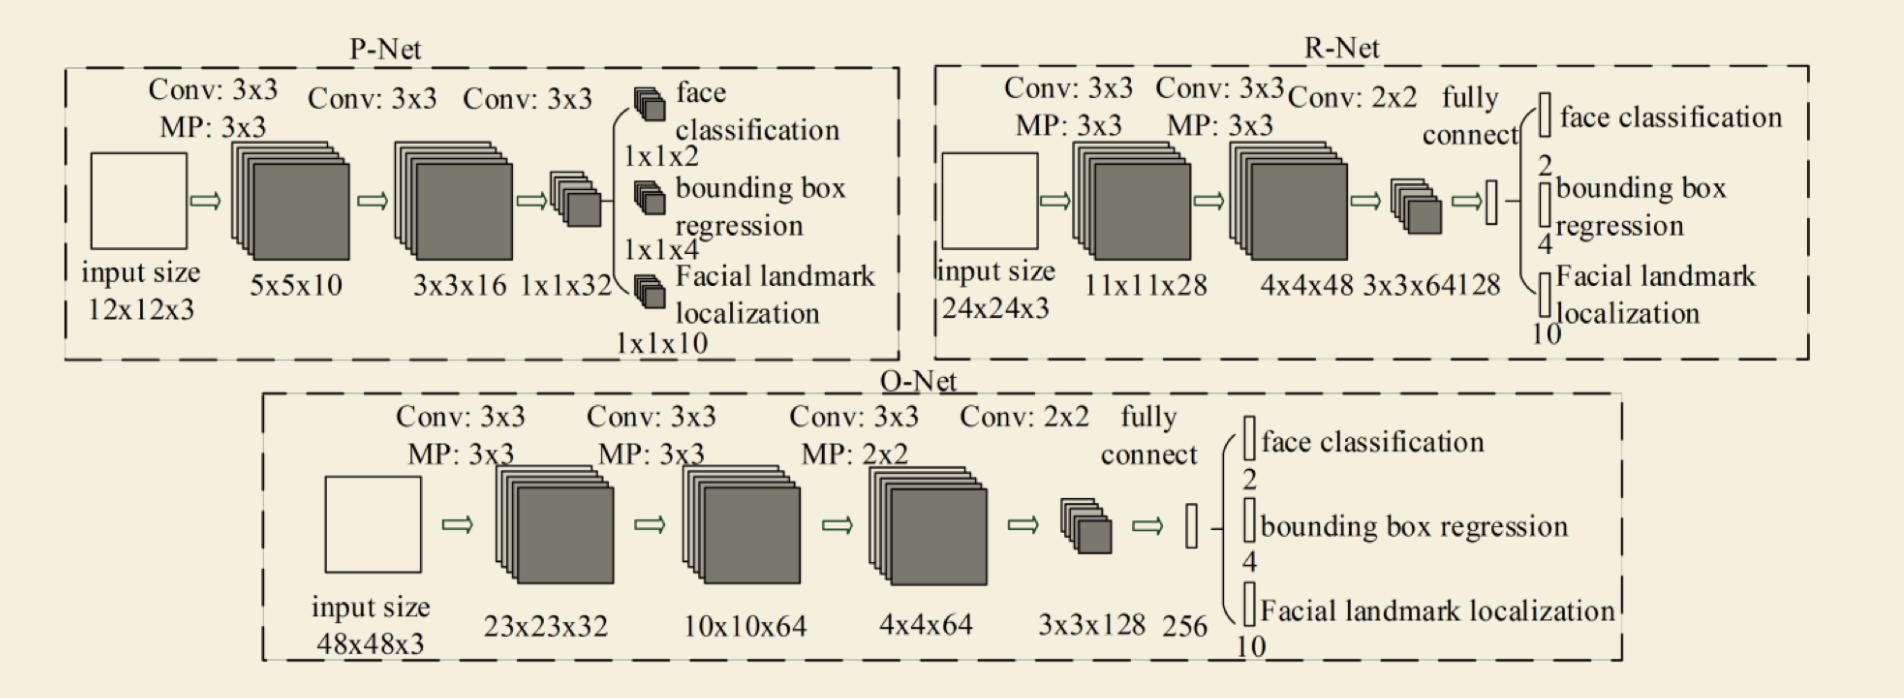 P-Net
Conv: 3x3
MP: 3x3
Conv: 3x3
Conv: 3x3
face
classification
1x1x2
bounding box
regression
1x1x4
Facial landmark
localization
1x1x10
input size
12x12x3
5x5x10
3x3x16
1x1x32
R-Net
Conv: 3x3
MP: 3x3
Conv: 3x3
MP: 3x3
Conv: 2x2
fully
connect
face classification
2
bounding box
regression
4
Facial landmark
localization
10
input size
24x24x3
11x11x28
4x4x48
3x3x64
128
O-Net
Conv: 3x3
MP: 3x3
Conv: 3x3
MP: 3x3
Conv: 3x3
MP: 2x2
Conv: 2x2
fully
connect
face classification
2
bounding box regression
4
Facial landmark localization
10
input size
48x48x3
23x23x32
10x10x64
4x4x64
3x3x128
256